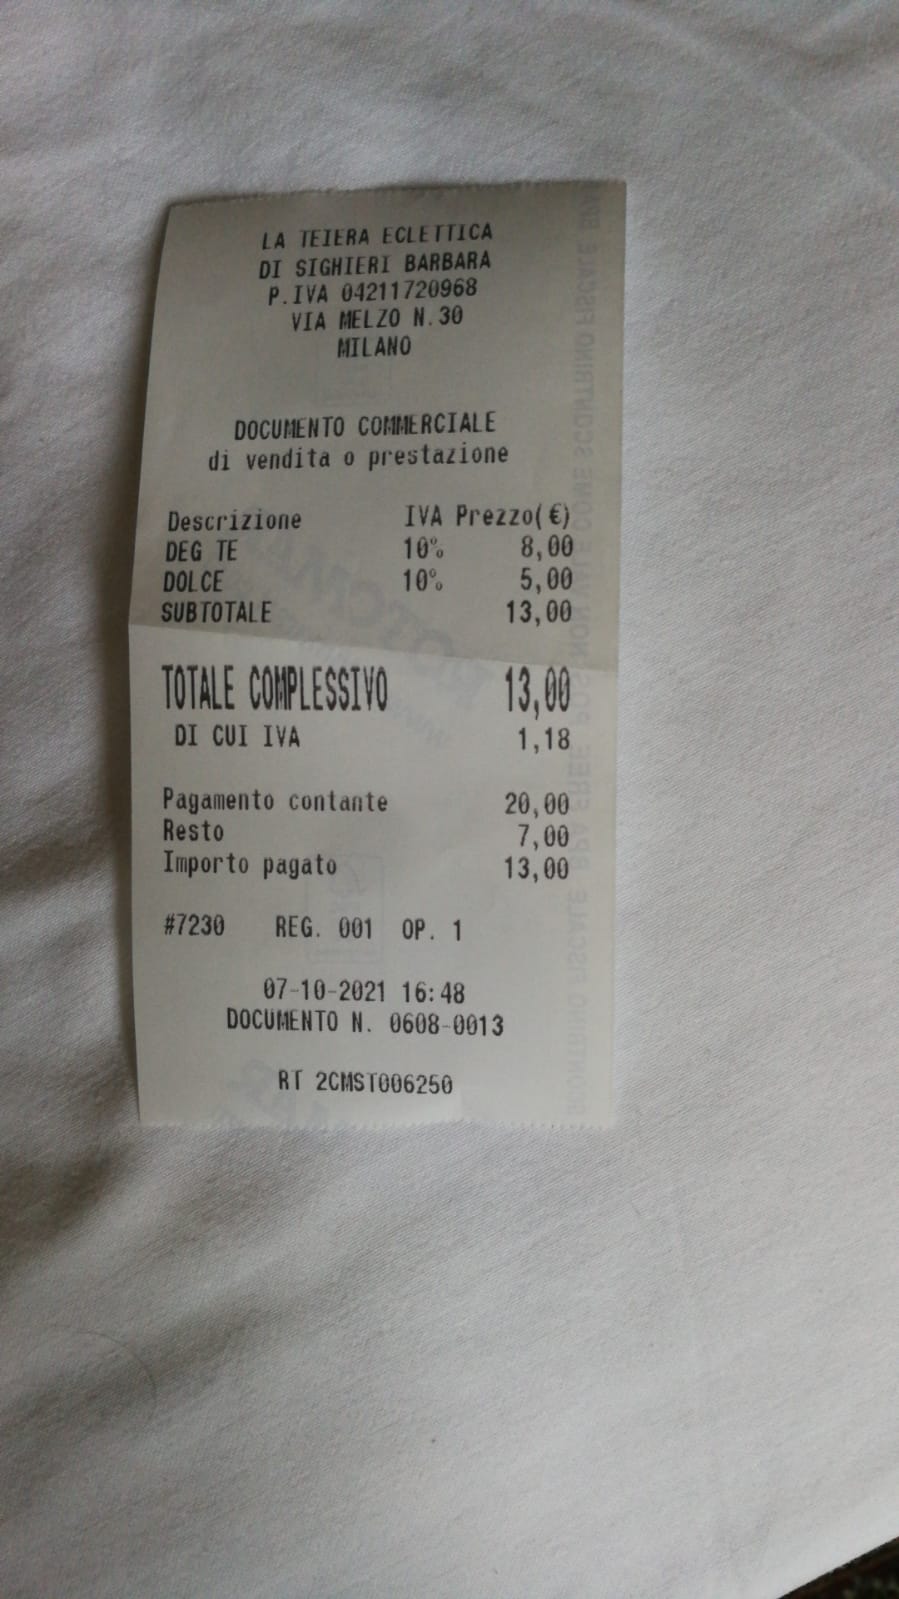 LA TEIERA ECLETTICA
DI SIGHIERI BARBARA
P.IVA 04211720968
VIA MELZO N.30
MILANO
DOCUMENTO COMMERCIALE
di vendita o prestazione
Descrizione IVA Prezzo(€)
DEG TE 10% 8,00
DOLCE 10% 5,00
SUBTOTALE 13,00
TOTALE COMPLESSIVO 13,00
DI CUI IVA 1,18
Pagamento contante 20,00
Resto 7,00
Importo pagato 13,00
#7230 REG. 001 OP. 1
07-10-2021 16:48
DOCUMENTO N. 0608-0013
RT 2CMST006250